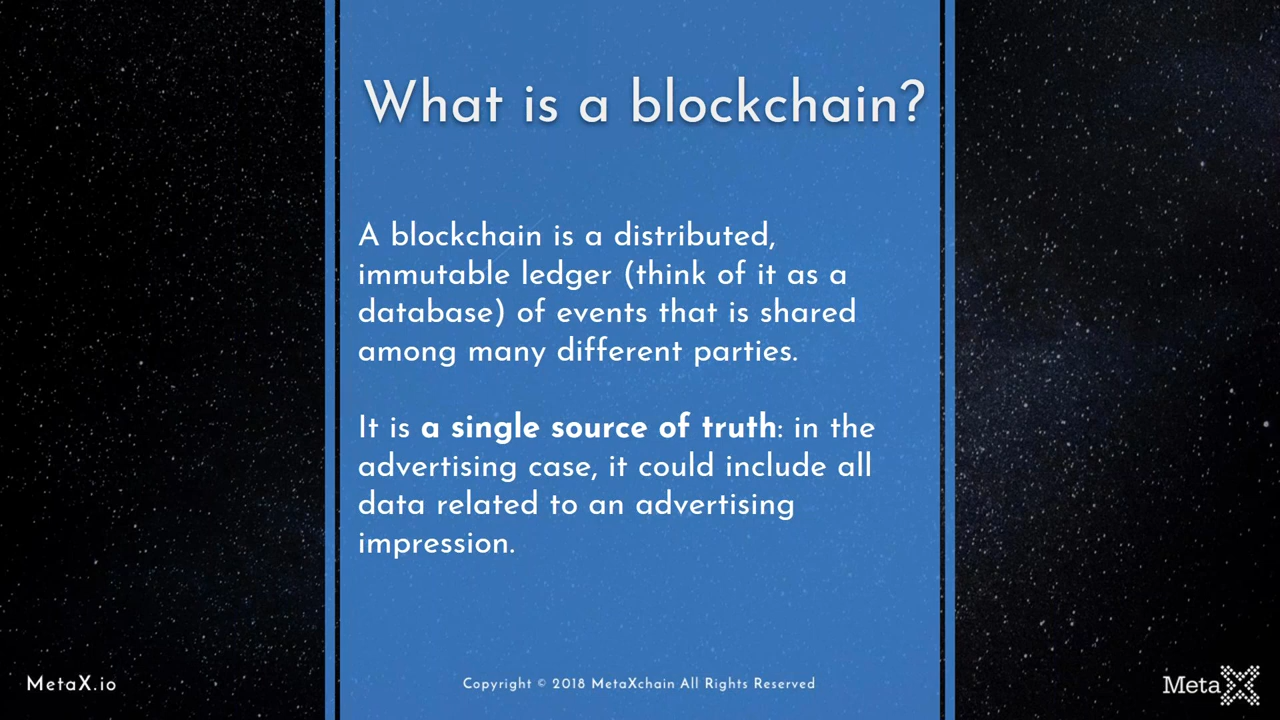 What is a blockchain?
A blockchain is a distributed,
immutable ledger (think of it as a
database) of events that is shared
among many different parties.
It is a single source of truth: in the
advertising case, it could include all
data related to an advertising
impression.
MetaX.io
Copyright © 2018 MetaXchain All Rights Reserved
MetaX